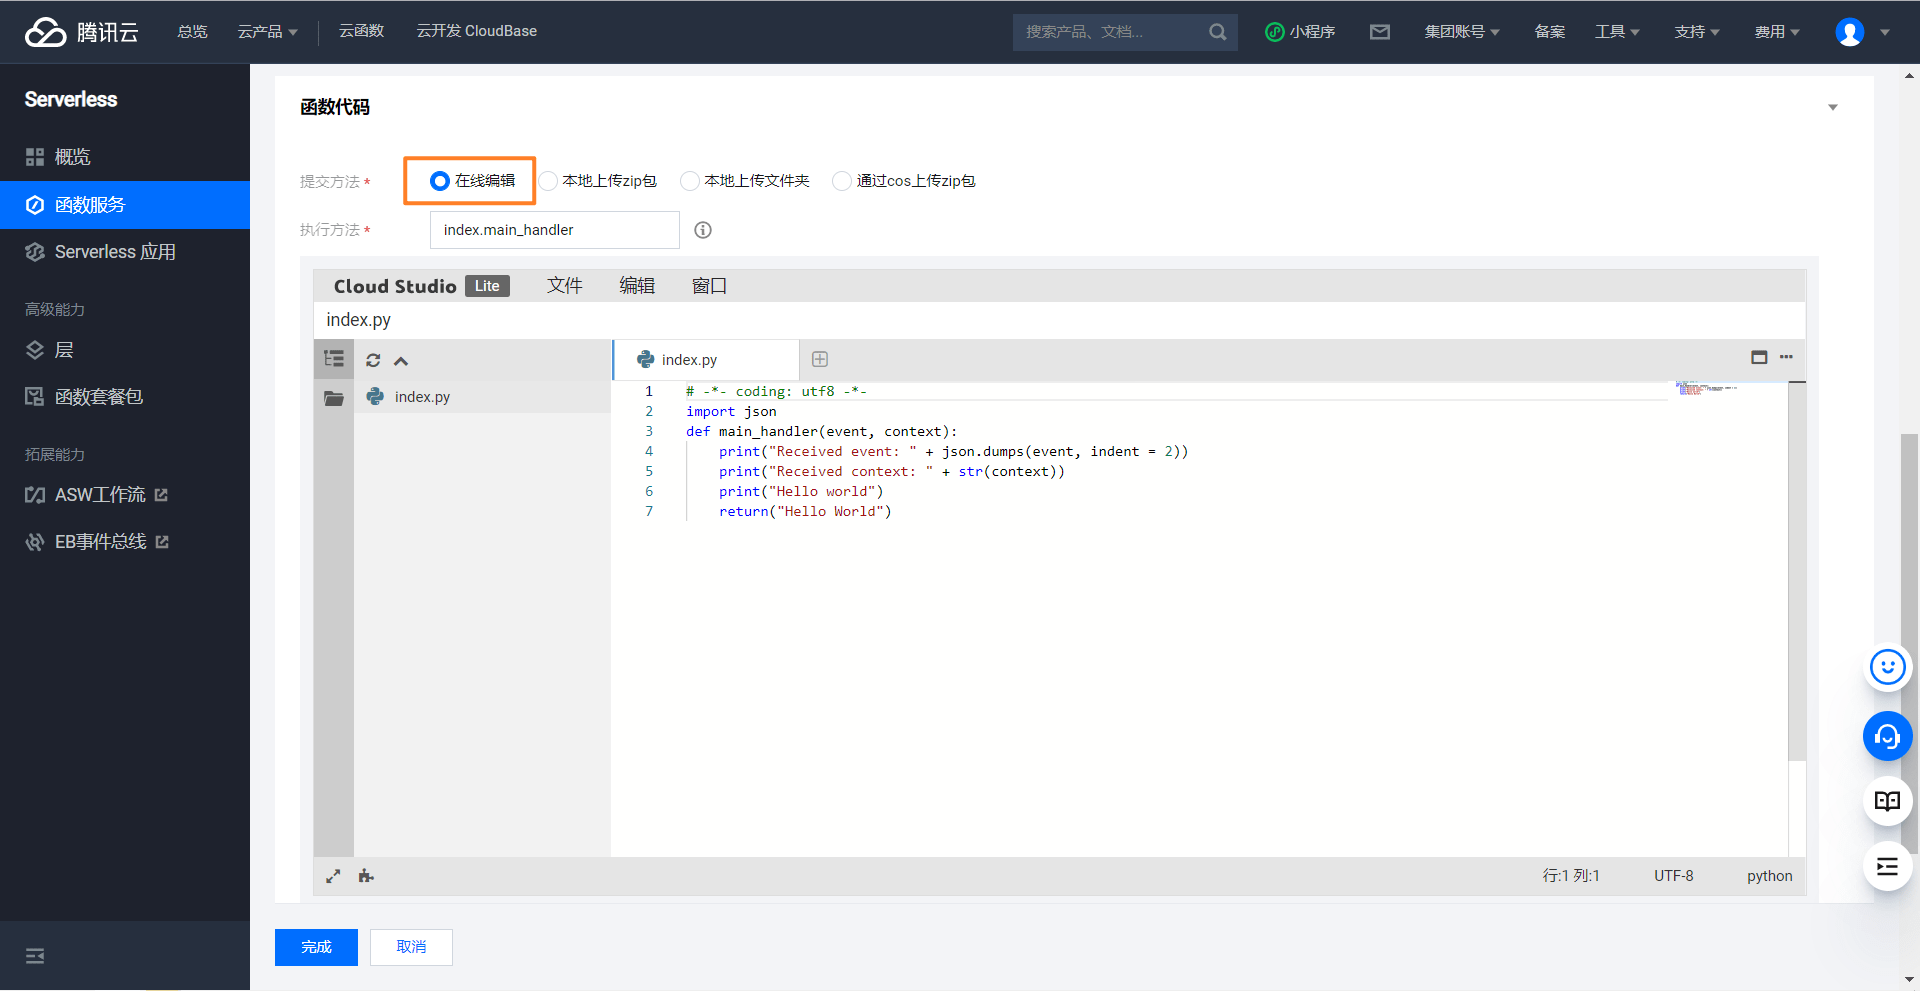 腾讯云 总览 云产品 云函数 云开发 CloudBase 搜索产品、文档... 小程序 集团账号 备案 工具 支持 费用
Serverless
概览
函数服务
Serverless 应用
高级能力
层
函数套餐包
拓展能力
ASW工作流
EB事件总线
函数代码
提交方法 * 在线编辑 本地上传zip包 本地上传文件夹 通过cos上传zip包
执行方法 * index.main_handler
Cloud Studio Lite 文件 编辑 窗口
index.py
index.py
index.py
1 # -*- coding: utf8 -*-
2 import json
3 def main_handler(event, context):
4     print("Received event: " + json.dumps(event, indent = 2))
5     print("Received context: " + str(context))
6     print("Hello world")
7     return("Hello World")
行:1 列:1 UTF-8 python
完成 取消